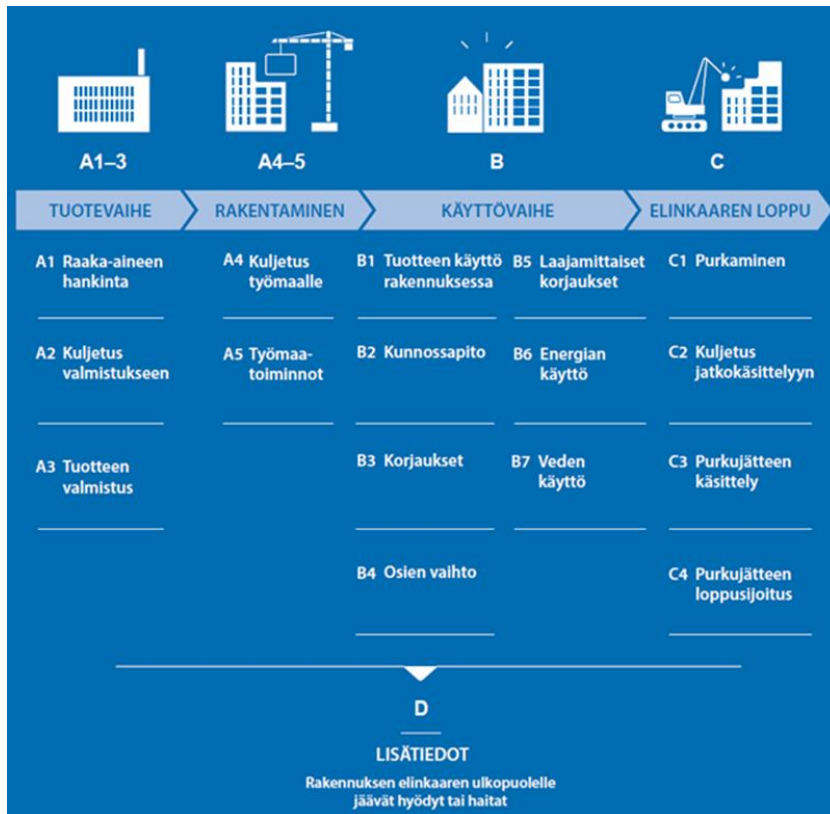 A1–3
A4–5
B
C
TUOTEVAIHE
RAKENTAMINEN
KÄYTTÖVAIHE
ELINKAAREN LOPPU
A1 Raaka-aineen
hankinta
A2 Kuljetus
valmistukseen
A3 Tuotteen
valmistus
A4 Kuljetus
työmaalle
A5 Työmaa-
toiminnot
B1 Tuotteen käyttö
rakennuksessa
B2 Kunnossapito
B3 Korjaukset
B4 Osien vaihto
B5 Laajamittaiset
korjaukset
B6 Energian
käyttö
B7 Veden
käyttö
C1 Purkaminen
C2 Kuljetus
jatkokäsittelyyn
C3 Purkujätteen
käsittely
C4 Purkujätteen
loppusijoitus
D
LISÄTIEDOT
Rakennuksen elinkaaren ulkopuolelle
jäävät hyödyt tai haitat